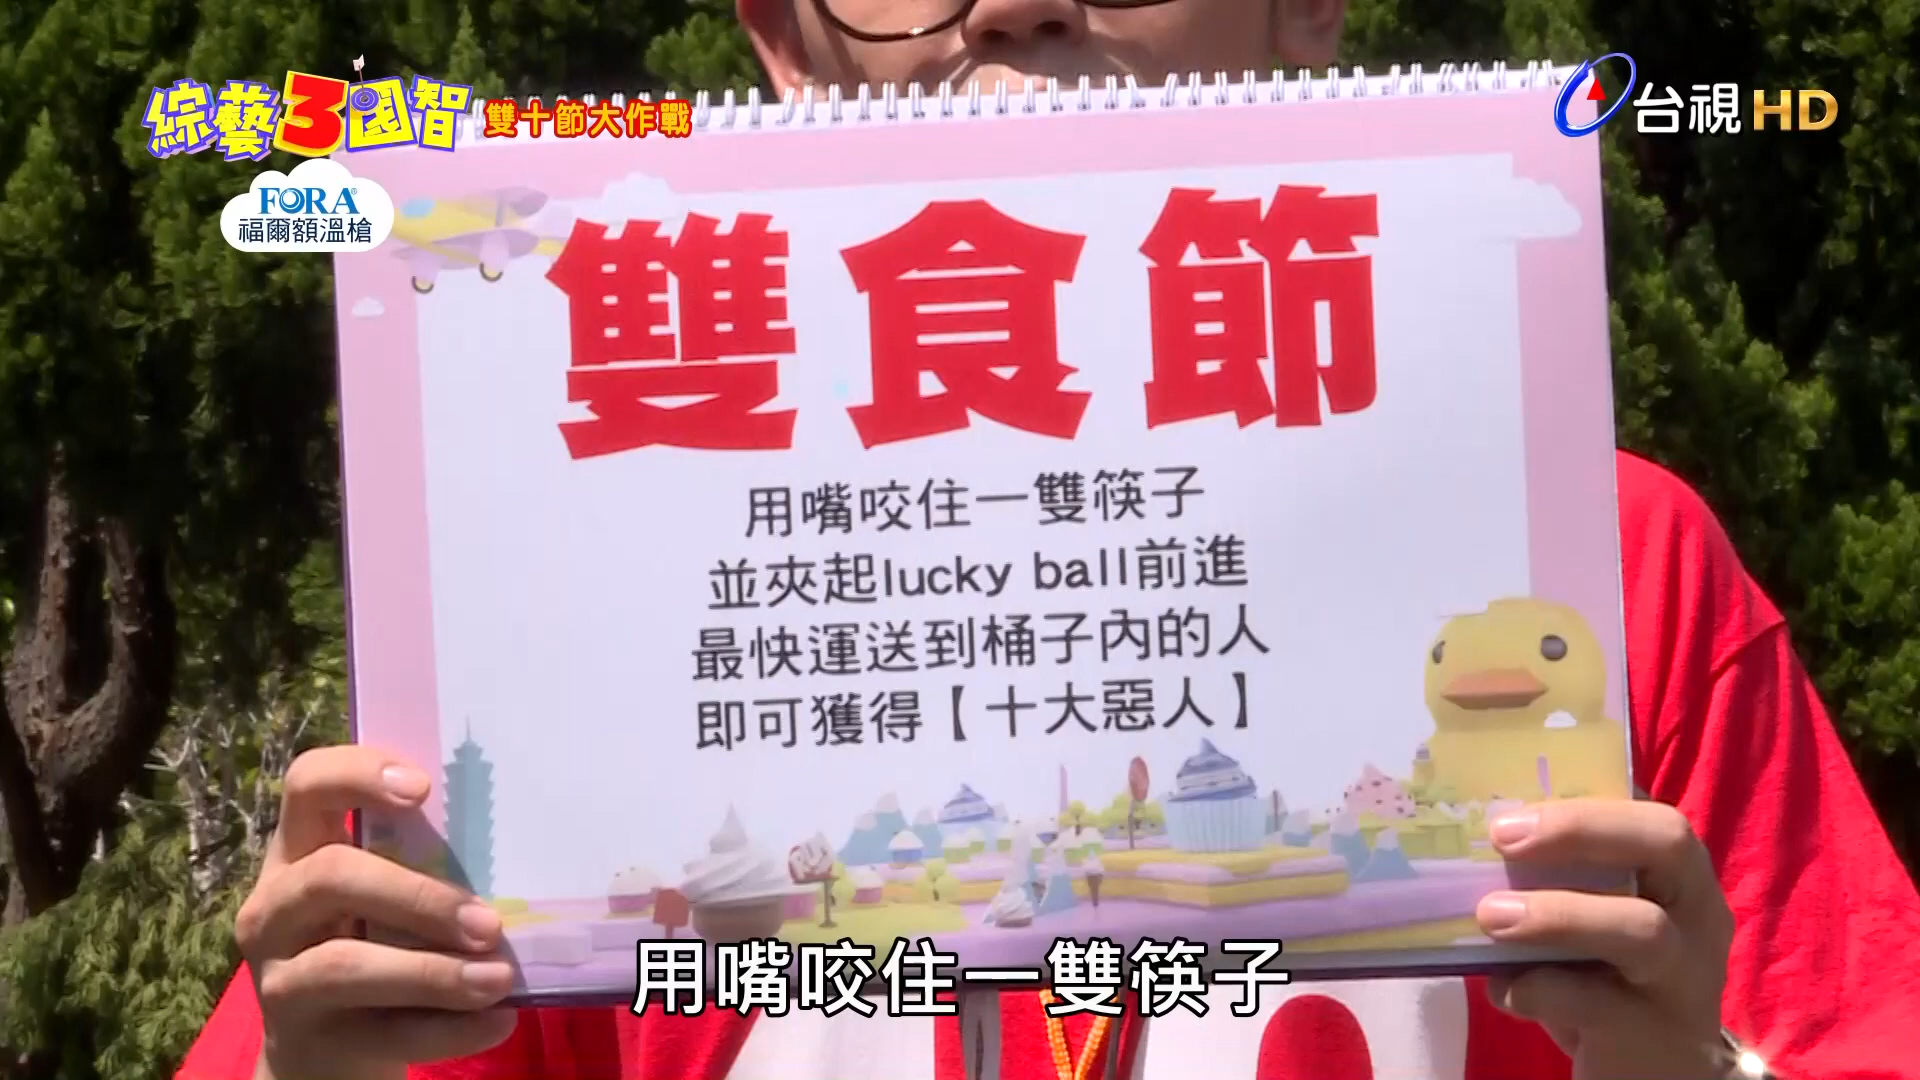 綜藝3國智 雙十節大作戰
台視HD
FORA
福爾額溫槍
雙食節
用嘴咬住一雙筷子
並夾起lucky ball前進
最快運送到桶子內的人
即可獲得【十大惡人】
用嘴咬住一雙筷子